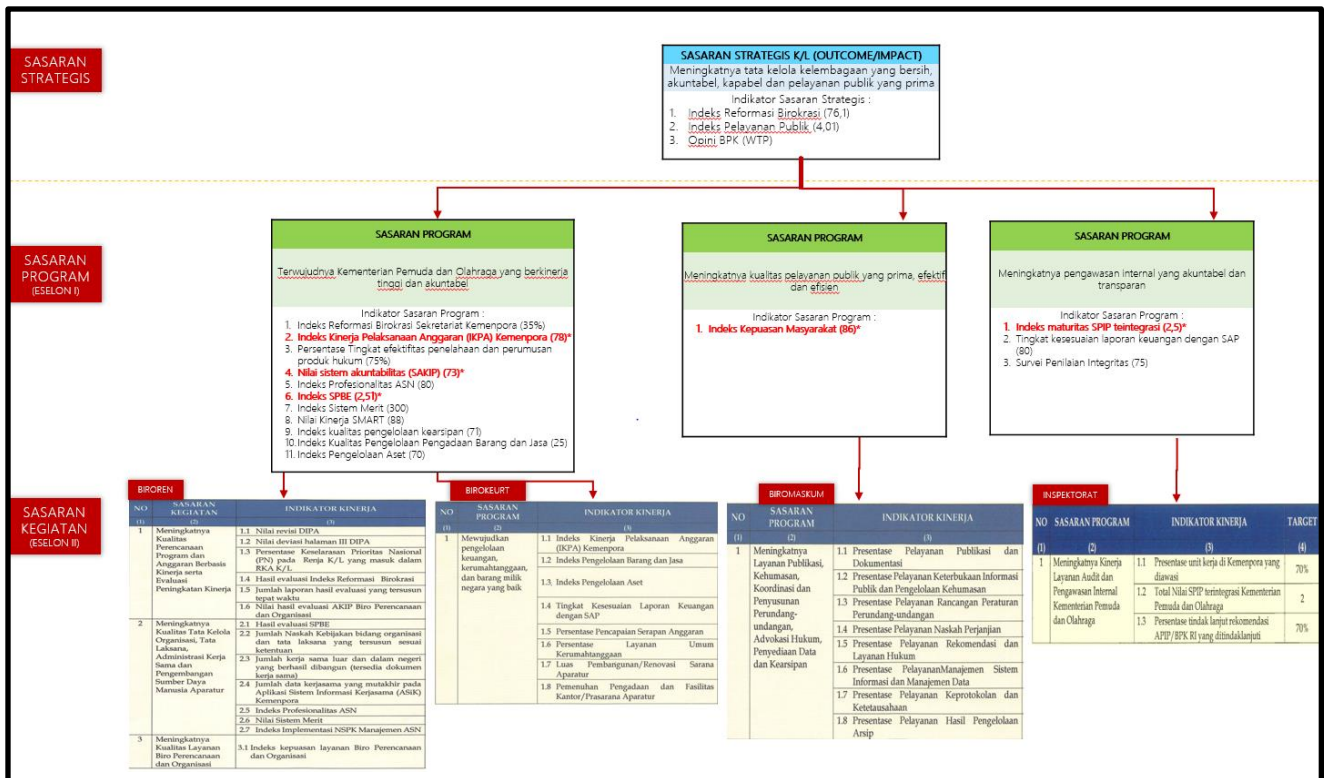 SASARAN
STRATEGIS
SASARAN STRATEGIS K/L (OUTCOME/IMPACT)
Meningkatnya tata kelola kelembagaan yang bersih,
akuntabel, kapabel dan pelayanan publik yang prima
Indikator Sasaran Strategis :
1. Indeks Reformasi Birokrasi (76,1)
2. Indeks Pelayanan Publik (4,01)
3. Opini BPK (WTP)
SASARAN
PROGRAM
(ESELON I)
SASARAN PROGRAM
Terwujudnya Kementerian Pemuda dan Olahraga yang berkinerja
tinggi dan akuntabel
Indikator Sasaran Program :
1. Indeks Reformasi Birokrasi Sekretariat Kemenpora (35%)
2. Indeks Kinerja Pelaksanaan Anggaran (IKPA) Kemenpora (78)*
3. Persentase Tingkat efektifitas penelahaan dan perumusan
produk hukum (75%)
4. Nilai sistem akuntabilitas (SAKIP) (73)*
5. Indeks Profesionalitas ASN (80)
6. Indeks SPBE (2,51)*
7. Indeks Sistem Merit (300)
8. Nilai Kinerja SMART (88)
9. Indeks kualitas pengelolaan kearsipan (71)
10. Indeks Kualitas Pengelolaan Pengadaan Barang dan Jasa (25)
11. Indeks Pengelolaan Aset (70)
SASARAN PROGRAM
Meningkatnya kualitas pelayanan publik yang prima, efektif
dan efisien
Indikator Sasaran Program :
1. Indeks Kepuasan Masyarakat (86)*
SASARAN PROGRAM
Meningkatnya pengawasan internal yang akuntabel dan
transparan
Indikator Sasaran Program :
1. Indeks maturitas SPIP teintegrasi (2,5)*
2. Tingkat kesesuaian laporan keuangan dengan SAP
(80)
3. Survei Penilaian Integritas (75)
SASARAN
KEGIATAN
(ESELON II)
BIROREN
NO SASARAN KEGIATAN INDIKATOR KINERJA
(1) (2) (3)
1 Meningkatnya Kualitas Perencanaan Program dan Anggaran Berbasis Kinerja serta Evaluasi Peningkatan Kinerja
1.1 Nilai revisi DIPA
1.2 Nilai deviasi halaman III DIPA
1.3 Persentase Keselarasan Prioritas Nasional
(PN) pada Renja K/L yang masuk dalam
RKA K/L
1.4 Hasil evaluasi Indeks Reformasi Birokrasi
1.5 Jumlah laporan hasil evaluasi yang tersusun
tepat waktu
1.6 Nilai hasil evaluasi AKIP Biro Perencanaan
dan Organisasi
2 Meningkatnya Kualitas Tata Kelola Organisasi, Tata Laksana, Administrasi Kerja Sama dan Pengembangan Sumber Daya Manusia Aparatur
2.1 Hasil evaluasi SPBE
2.2 Jumlah Naskah Kebijakan bidang organisasi
dan tata laksana yang tersusun sesuai
ketentuan
2.3 Jumlah kerja sama luar dan dalam negeri
yang berhasil dibangun (tersedia dokumen
kerja sama)
2.4 Jumlah data kerjasama yang mutakhir pada
Aplikasi Sistem Informasi Kerjasama (ASiK)
Kemenpora
2.5 Indeks Profesionalitas ASN
2.6 Nilai Sistem Merit
2.7 Indeks Implementasi NSPK Manajemen ASN
3 Meningkatnya Kualitas Layanan Biro Perencanaan dan Organisasi
3.1 Indeks kepuasan layanan Biro Perencanaan
dan Organisasi
BIROKEURT
NO SASARAN PROGRAM INDIKATOR KINERJA
(1) (2) (3)
1 Mewujudkan pengelolaan keuangan, kerumahtanggaan, dan barang milik negara yang baik
1.1 Indeks Kinerja Pelaksanaan Anggaran
(IKPA) Kemenpora
1.2 Indeks Pengelolaan Barang dan Jasa
1.3. Indeks Pengelolaan Aset
1.4 Tingkat Kesesuaian Laporan Keuangan
dengan SAP
1.5 Persentase Pencapaian Serapan Anggaran
1.6 Persentase Layanan Umum
Kerumahtanggaan
1.7 Luas Pembangunan/Renovasi Sarana
Aparatur
1.8 Pemenuhan Pengadaan dan Fasilitas
Kantor/Prasarana Aparatur
BIROMASKUM
NO SASARAN PROGRAM INDIKATOR KINERJA
(1) (2) (3)
1 Meningkatnya Layanan Publikasi, Kehumasan, Koordinasi dan Penyusunan Perundang-undangan, Advokasi Hukum, Penyediaan Data dan Kearsipan
1.1 Presentase Pelayanan Publikasi dan
Dokumentasi
1.2 Presentase Pelayanan Keterbukaan Informasi
Publik dan Pengelolaan Kehumasan
1.3 Presentase Pelayanan Rancangan Peraturan
Perundang-undangan
1.4 Presentase Pelayanan Naskah Perjanjian
1.5 Presentase Pelayanan Rekomendasi dan
Layanan Hukum
1.6 Presentase PelayananManajemen Sistem
Informasi dan Manajemen Data
1.7 Presentase Pelayanan Keprotokolan dan
Ketetausahaan
1.8 Presentase Pelayanan Hasil Pengelolaan
Arsip
INSPEKTORAT
NO SASARAN PROGRAM INDIKATOR KINERJA TARGET
(1) (2) (3) (4)
1 Meningkatnya Kinerja Layanan Audit dan Pengawasan Internal Kementerian Pemuda dan Olahraga
1.1 Presentase unit kerja di Kemenpora yang
diawasi 70%
1.2 Total Nilai SPIP terintegrasi Kementerian
Pemuda dan Olahraga 2
1.3 Persentase tindak lanjut rekomendasi
APIP/BPK RI yang ditindaklanjuti 70%